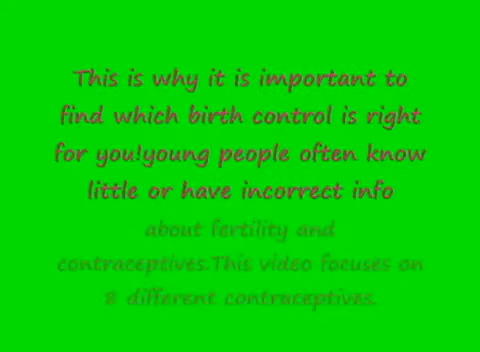 This is why it is important to
find which birth control is right
for you!young people often know
little or have incorrect info
about fertility and
contraceptives.This video focuses on
8 different contraceptives.